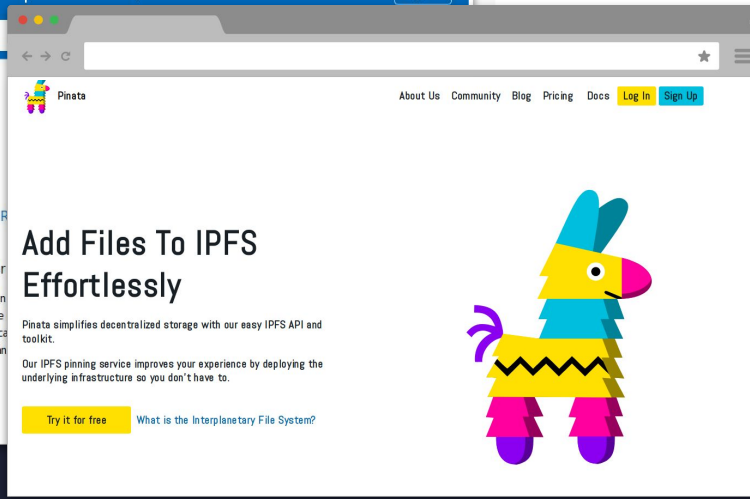 Pinata
About Us Community Blog Pricing Docs Log In Sign Up
Add Files To IPFS
Effortlessly
Pinata simplifies decentralized storage with our easy IPFS API and
toolkit.
Our IPFS pinning service improves your experience by deploying the
underlying infrastructure so you don't have to.
Try it for free What is the Interplanetary File System?